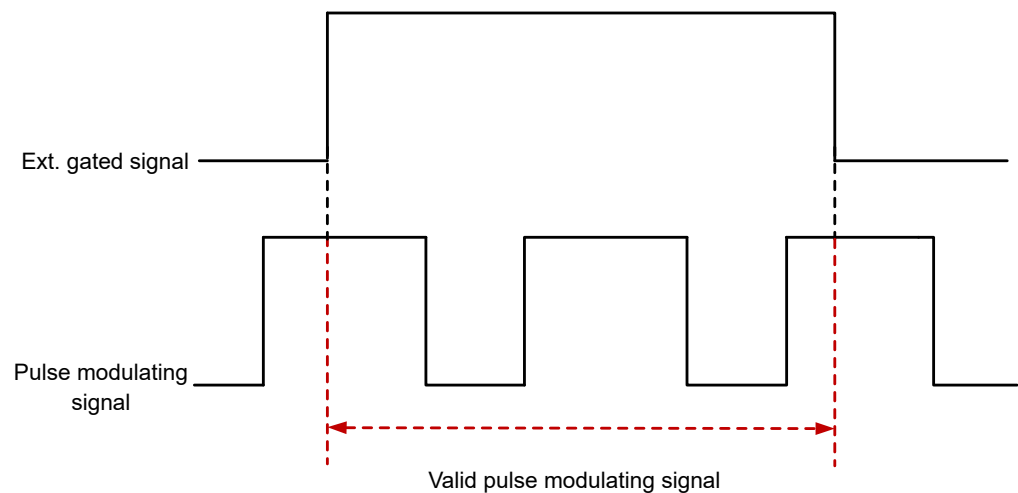 Ext. gated signal
Pulse modulating
signal
Valid pulse modulating signal